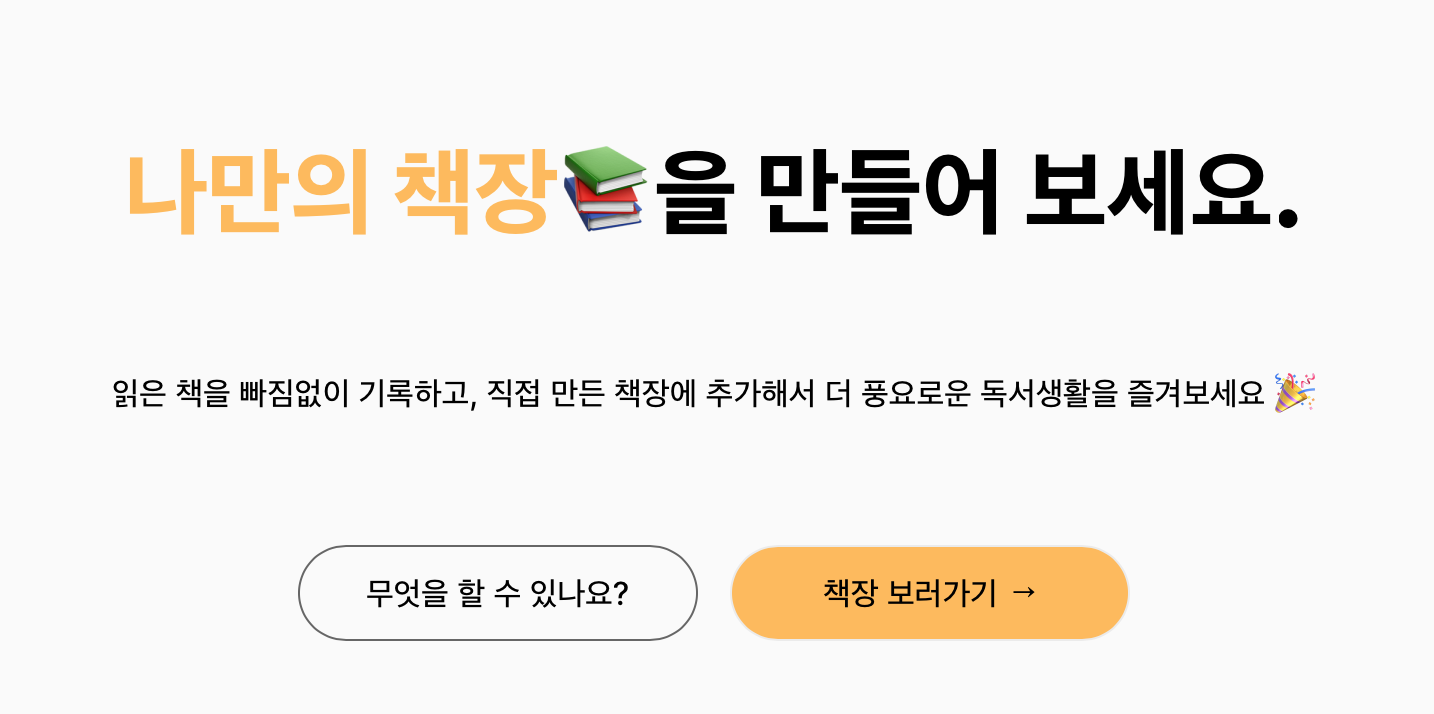 나만의 책장📚을 만들어 보세요.
읽은 책을 빠짐없이 기록하고, 직접 만든 책장에 추가해서 더 풍요로운 독서생활을 즐겨보세요 🎉
무엇을 할 수 있나요?
책장 보러가기 →